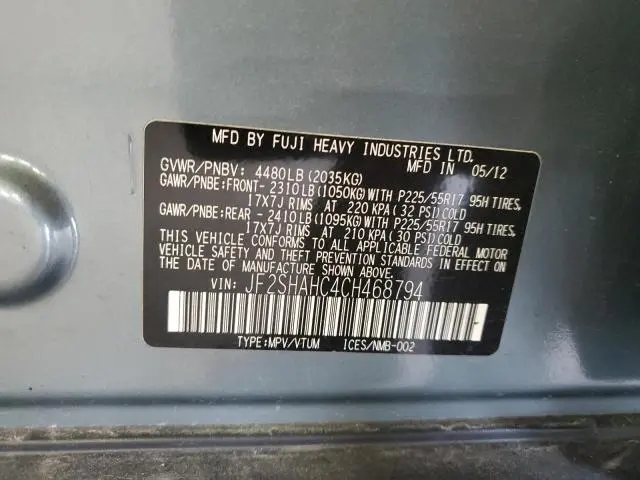 MFD BY FUJI HEAVY INDUSTRIES LTD.
GVWR/PNBV: 4480LB(2035KG) MFD IN 05/12
GAWR/PNBE:FRONT- 2310LB(1050KG)WITH P225/55R17 95H TIRES,
17X7J RIMS AT 220 KPA(32 PSI)COLD
GAWR/PNBE:REAR - 2410LB(1095KG)WITH P225/55R17 95H TIRES,
17X7J RIMS AT 210 KPA(30 PSI)COLD
THIS VEHICLE CONFORMS TO ALL APPLICABLE FEDERAL MOTOR
VEHICLE SAFETY AND THEFT PREVENTION STANDARDS IN EFFECT ON
THE DATE OF MANUFACTURE SHOWN ABOVE.
VIN: JF2SHAHC4CH468794
TYPE:MPV/VTUM ICES/NMB-002